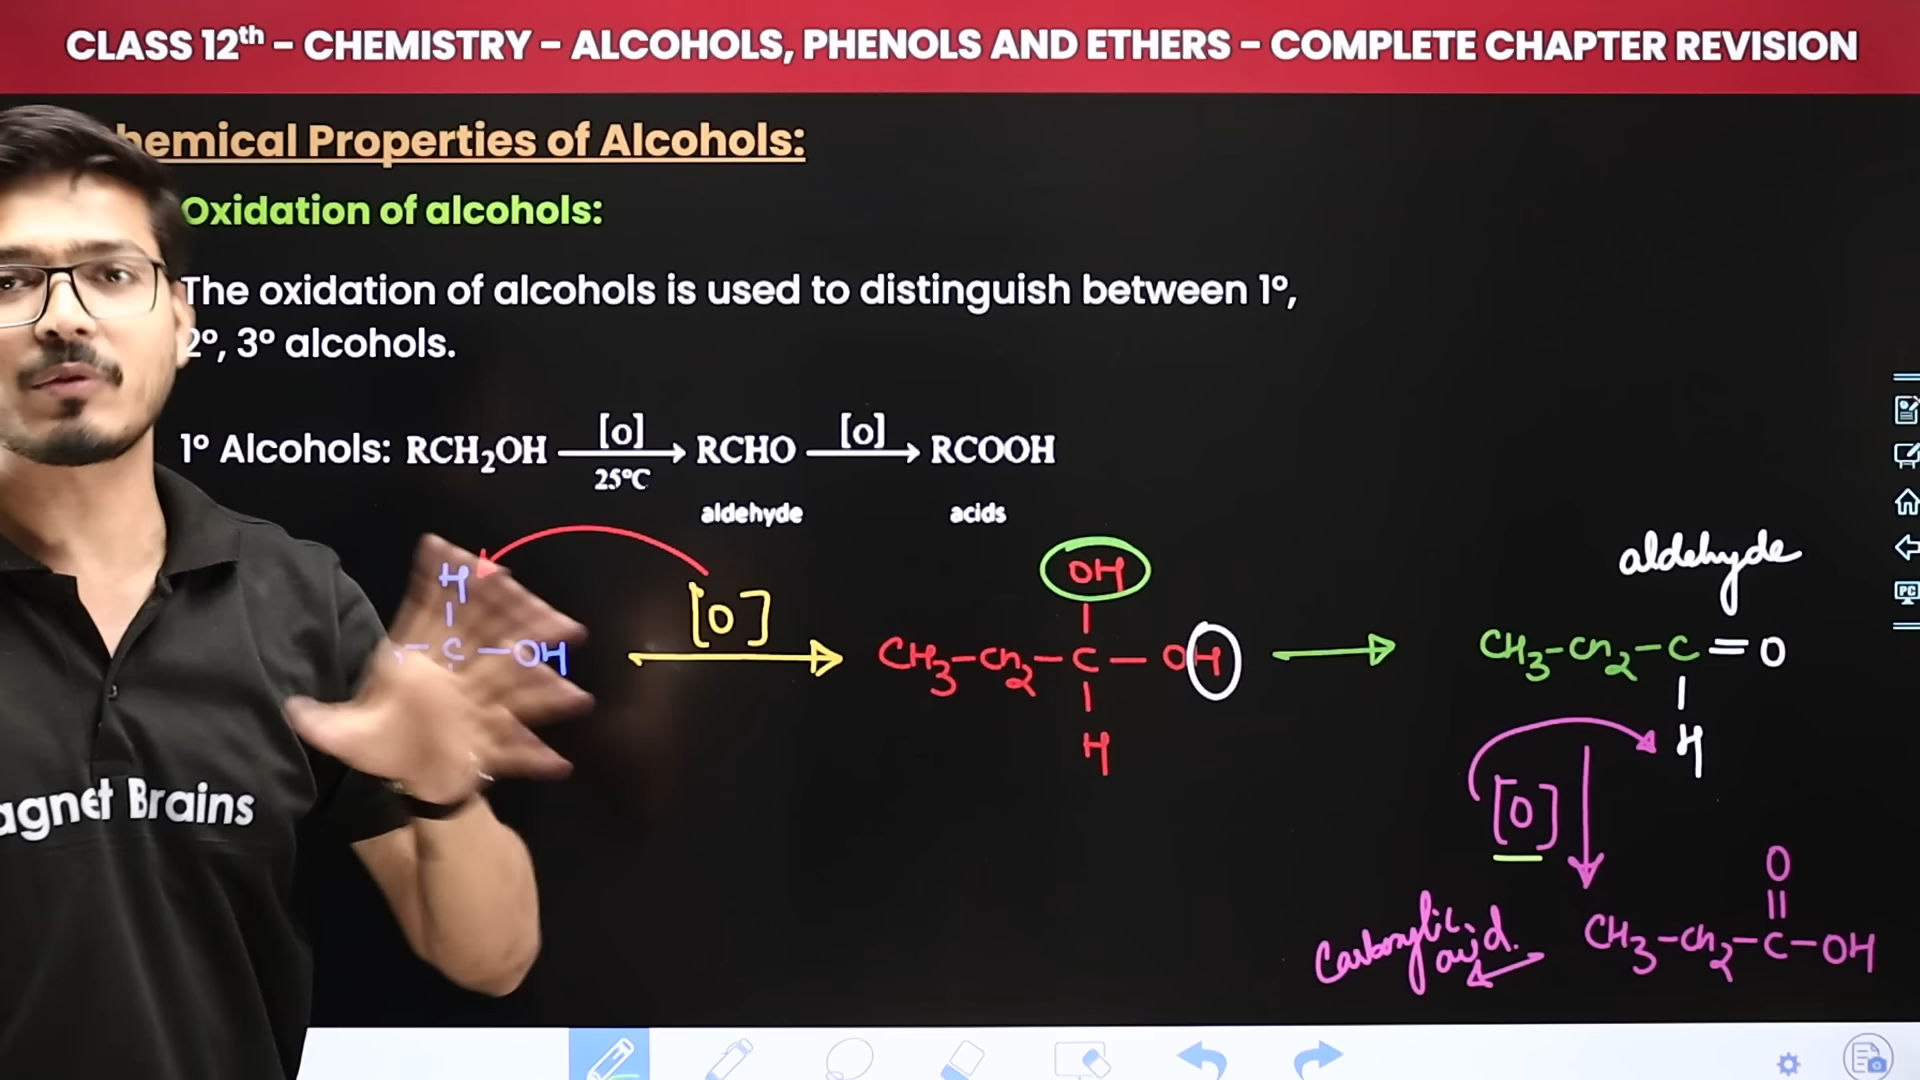 CLASS 12th – CHEMISTRY – ALCOHOLS, PHENOLS AND ETHERS – COMPLETE CHAPTER REVISION
hemical Properties of Alcohols:
Oxidation of alcohols:
The oxidation of alcohols is used to distinguish between 1°,
2°, 3° alcohols.
1° Alcohols: RCH₂OH [O] 25°C → RCHO [O] → RCOOH
aldehyde acids
H
C – OH
[O] →
OH
CH₃ – CH₂ – C – OH
H
→
aldehyde
CH₃ – CH₂ – C = O
H
[O]
O
CH₃ – CH₂ – C – OH
Carboxylic
acid.
agnet Brains
PC